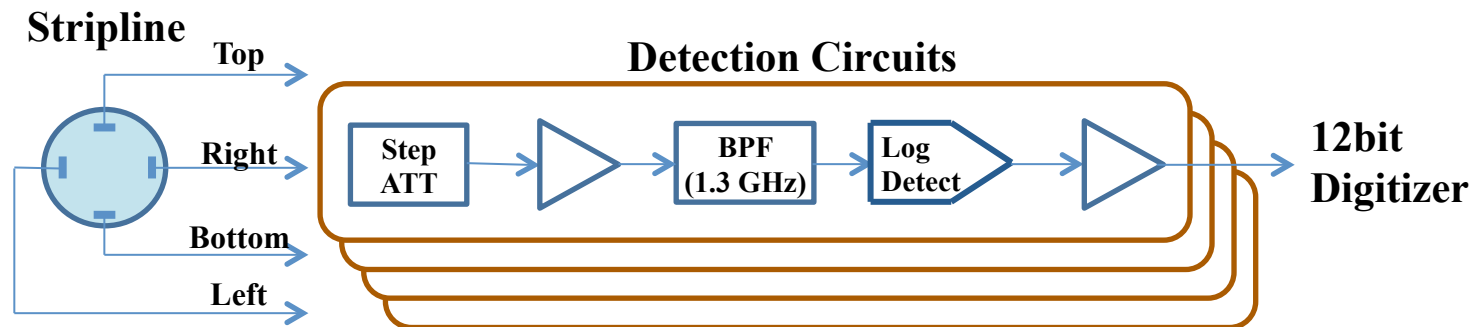 Stripline
Top
Right
Bottom
Left
Detection Circuits
Step
ATT
BPF
(1.3 GHz)
Log
Detect
12bit
Digitizer